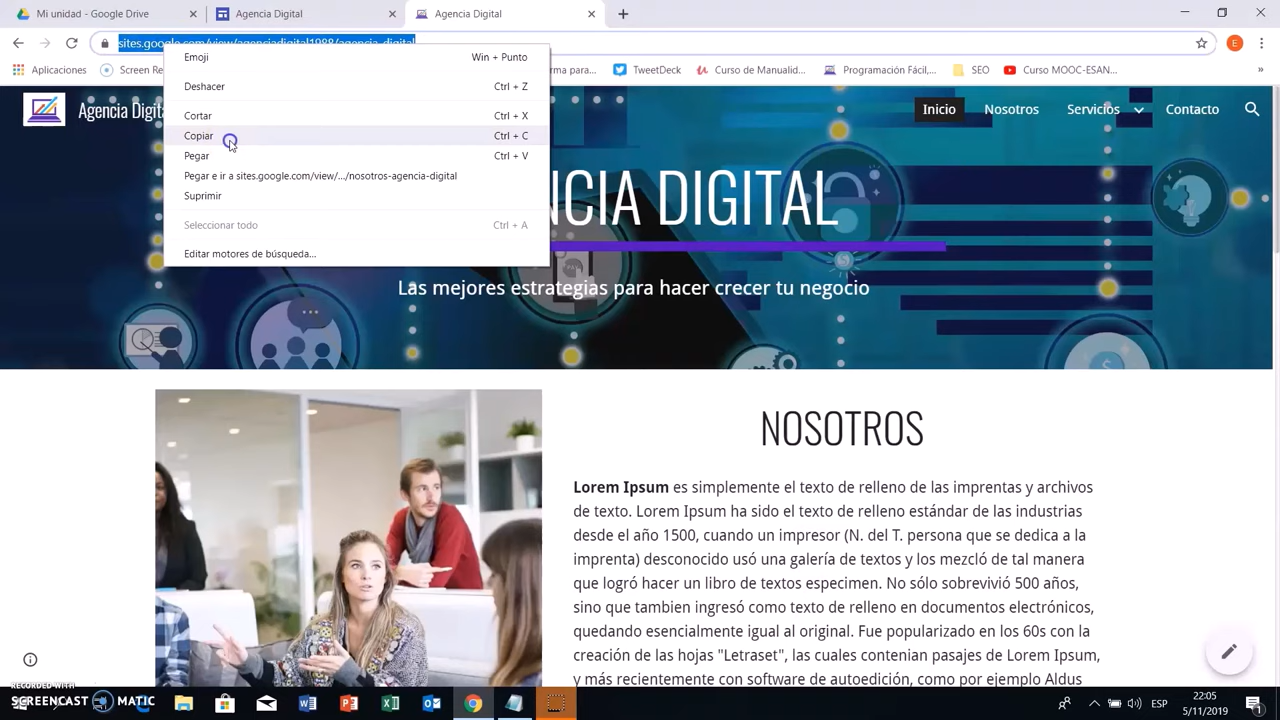 Mi unidad - Google Drive
Agencia Digital
Agencia Digital
sites.google.com/view/agenciadigital1988/agencia-digital
E
Aplicaciones
Screen Re
rma para...
TweetDeck
Curso de Manualid...
Programación Fácil,...
SEO
Curso MOOC-ESAN...
»
Emoji Win + Punto
Deshacer Ctrl + Z
Cortar Ctrl + X
Copiar Ctrl + C
Pegar Ctrl + V
Pegar e ir a sites.google.com/view/.../nosotros-agencia-digital
Suprimir
Seleccionar todo Ctrl + A
Editar motores de búsqueda...
Agencia Digita
Inicio
Nosotros
Servicios
Contacto
NCIA DIGITAL
Las mejores estrategias para hacer crecer tu negocio
NOSOTROS
Lorem Ipsum es simplemente el texto de relleno de las imprentas y archivos
de texto. Lorem Ipsum ha sido el texto de relleno estándar de las industrias
desde el año 1500, cuando un impresor (N. del T. persona que se dedica a la
imprenta) desconocido usó una galería de textos y los mezcló de tal manera
que logró hacer un libro de textos especimen. No sólo sobrevivió 500 años,
sino que tambien ingresó como texto de relleno en documentos electrónicos,
quedando esencialmente igual al original. Fue popularizado en los 60s con la
creación de las hojas "Letraset", las cuales contenian pasajes de Lorem Ipsum,
y más recientemente con software de autoedición, como por ejemplo Aldus
RECORDED WITH
SCREENCAST MATIC
ESP
22:05
5/11/2019
1